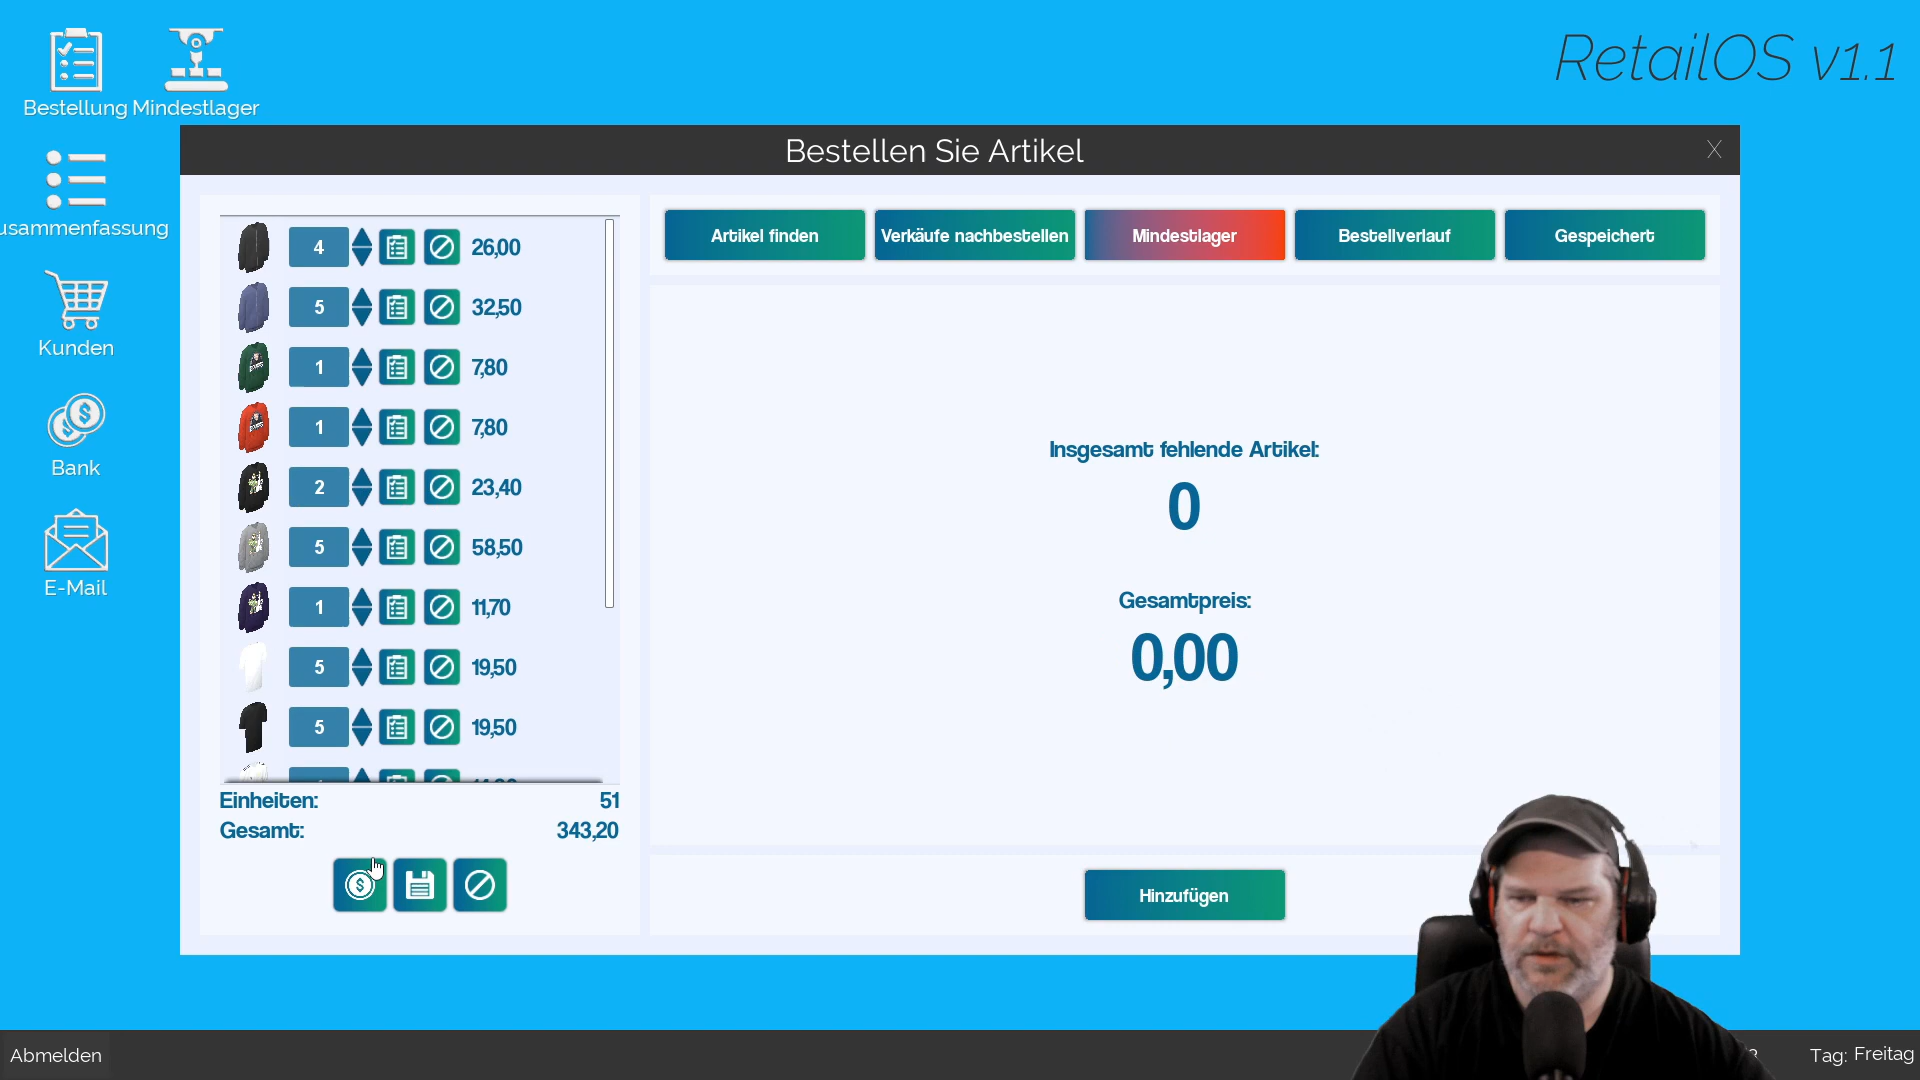 RetailOS v1.1
Bestellung
Mindestlager
usammenfassung
Kunden
Bank
E-Mail
Bestellen Sie Artikel
X
Artikel finden
Verkäufe nachbestellen
Mindestlager
Bestellverlauf
Gespeichert
4 26,00
5 32,50
1 7,80
1 7,80
2 23,40
5 58,50
1 11,70
5 19,50
5 19,50
Einheiten: 51
Gesamt: 343,20
Insgesamt fehlende Artikel:
0
Gesamtpreis:
0,00
Hinzufügen
Abmelden
Tag: Freitag